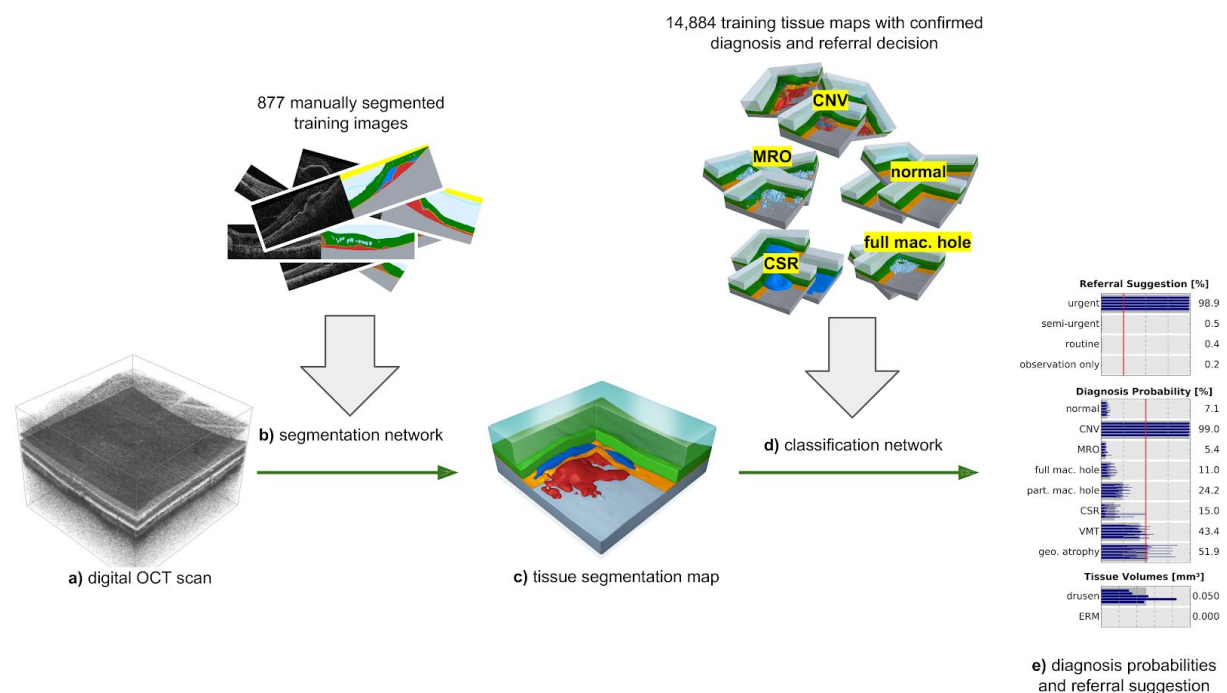 14,884 training tissue maps with confirmed
diagnosis and referral decision
877 manually segmented
training images
CNV
MRO
normal
CSR
full mac. hole
b) segmentation network
d) classification network
a) digital OCT scan
c) tissue segmentation map
Referral Suggestion [%]
urgent 98.9
semi-urgent 0.5
routine 0.4
observation only 0.2
Diagnosis Probability [%]
normal 7.1
CNV 99.0
MRO 5.4
full mac. hole 11.0
part. mac. hole 24.2
CSR 15.0
VMT 43.4
geo. atrophy 51.9
Tissue Volumes [mm³]
drusen 0.050
ERM 0.000
e) diagnosis probabilities
and referral suggestion